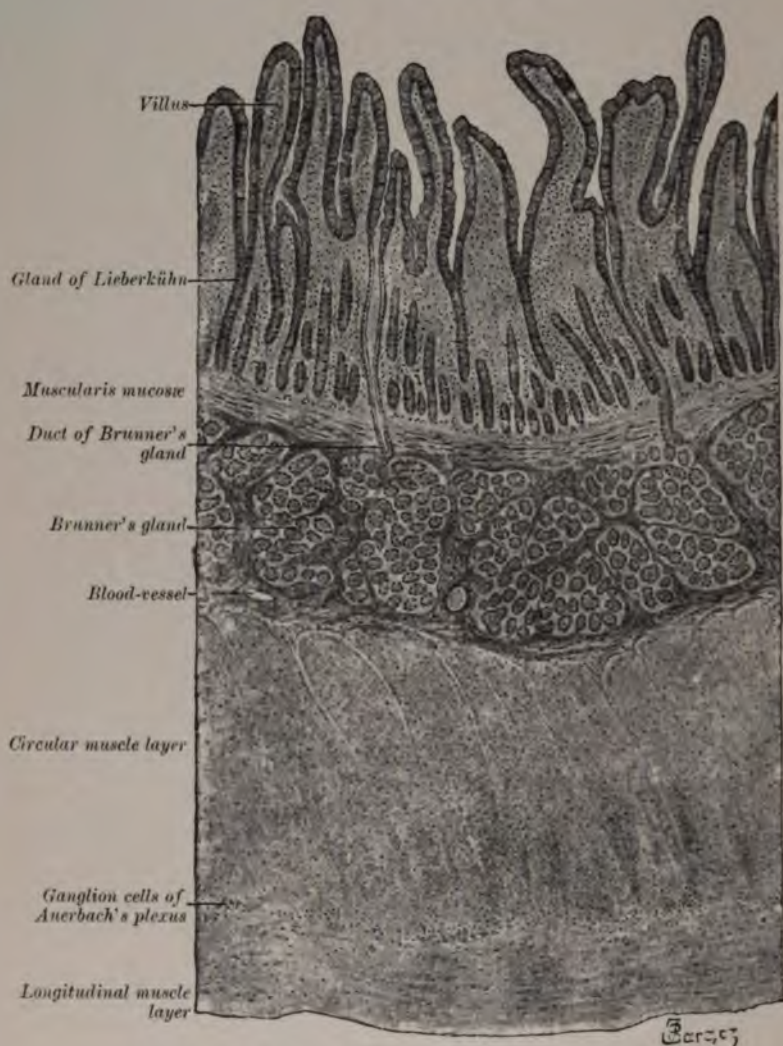 Villus
Gland of Lieberkühn
Muscularis mucosæ
Duct of Brunner's
gland
Brunner's gland
Blood-vessel
Circular muscle layer
Ganglion cells of
Auerbach's plexus
Longitudinal muscle
layer